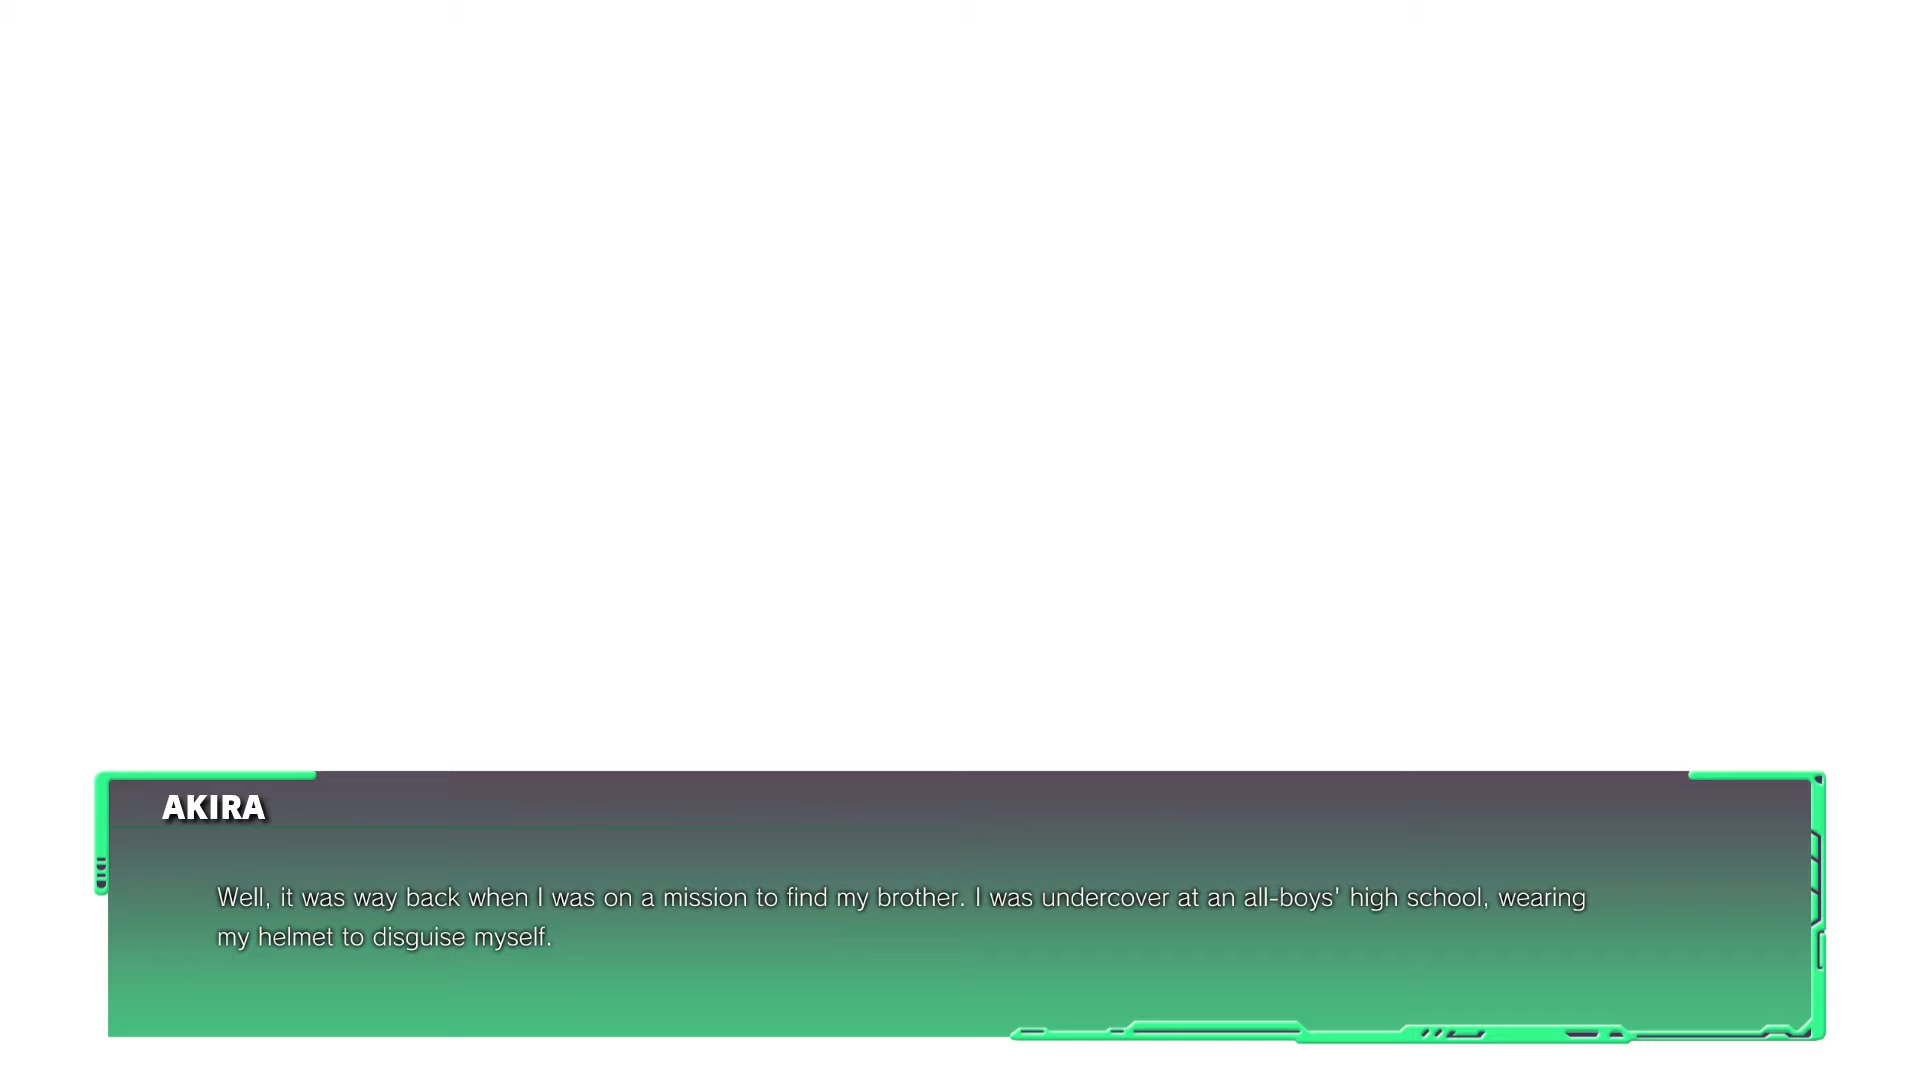 AKIRA
Well, it was way back when I was on a mission to find my brother. I was undercover at an all-boys' high school, wearing
my helmet to disguise myself.